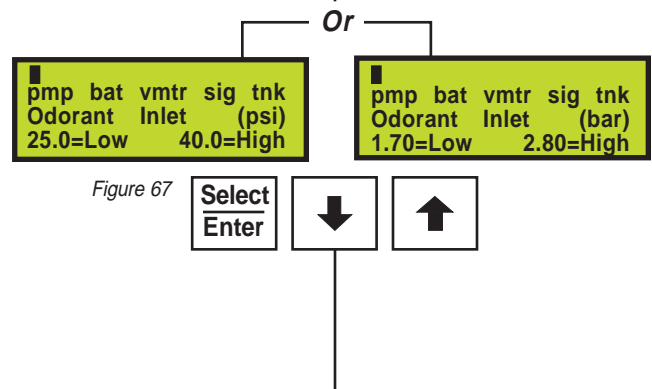 Or
pmp bat vmtr sig tnk
Odorant Inlet (psi)
25.0=Low 40.0=High
pmp bat vmtr sig tnk
Odorant Inlet (bar)
1.70=Low 2.80=High
Figure 67
Select
Enter